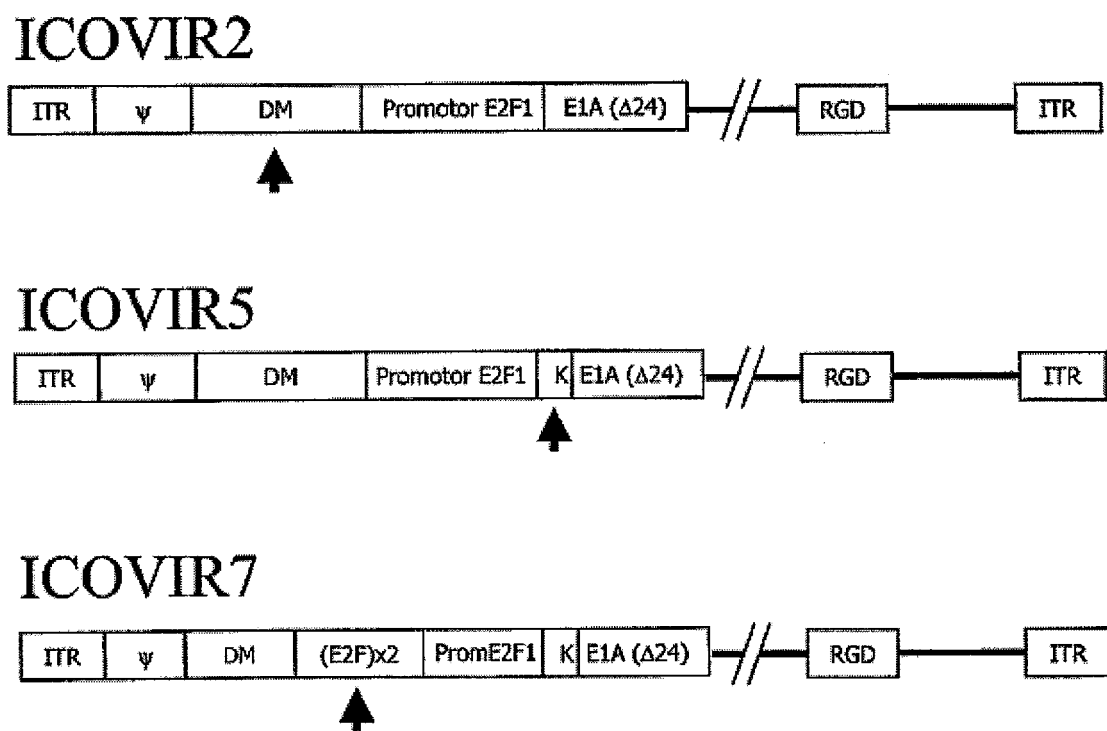 ICOVIR2
ITR ψ DM Promotor E2F1 E1A (Δ24) RGD ITR
ICOVIR5
ITR ψ DM Promotor E2F1 K E1A (Δ24) RGD ITR
ICOVIR7
ITR ψ DM (E2F)x2 PromE2F1 K E1A (Δ24) RGD ITR